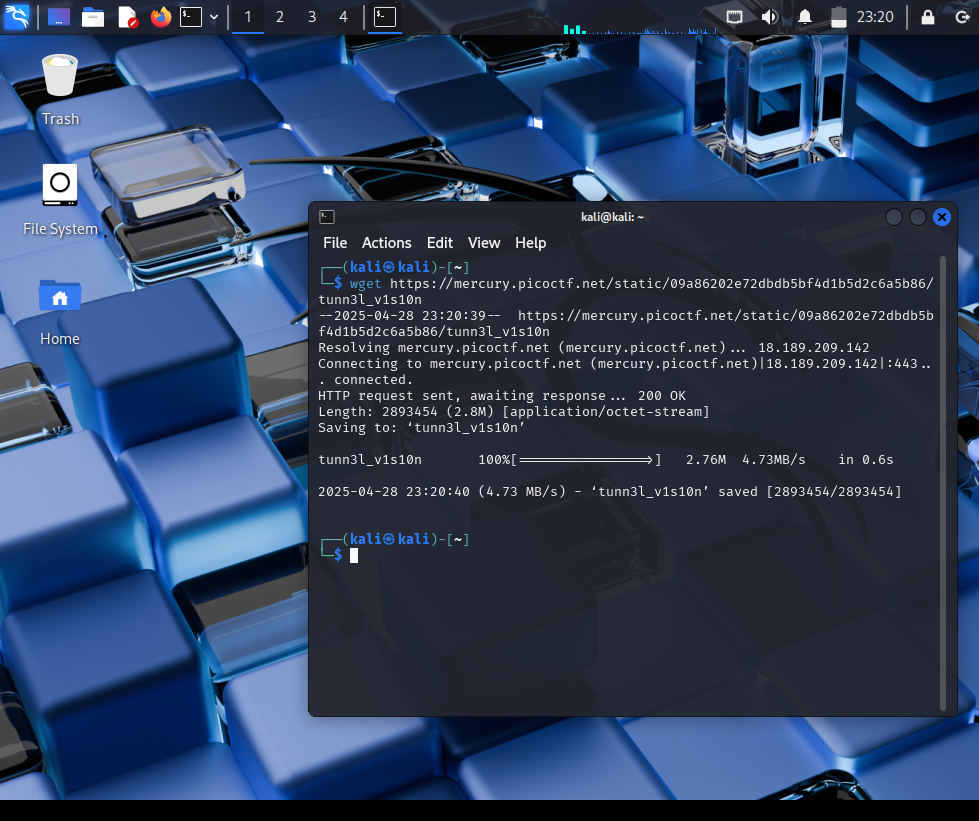 1 2 3 4
23:20
Trash
File System
Home
kali@kali: ~
File Actions Edit View Help
┌──(kali㉿kali)-[~]
└─$ wget https://mercury.picoctf.net/static/09a86202e72dbdb5bf4d1b5d2c6a5b86/
tunn3l_v1s10n
--2025-04-28 23:20:39-- https://mercury.picoctf.net/static/09a86202e72dbdb5b
f4d1b5d2c6a5b86/tunn3l_v1s10n
Resolving mercury.picoctf.net (mercury.picoctf.net)... 18.189.209.142
Connecting to mercury.picoctf.net (mercury.picoctf.net)|18.189.209.142|:443..
. connected.
HTTP request sent, awaiting response... 200 OK
Length: 2893454 (2.8M) [application/octet-stream]
Saving to: ‘tunn3l_v1s10n’
tunn3l_v1s10n 100%[=================>] 2.76M 4.73MB/s in 0.6s
2025-04-28 23:20:40 (4.73 MB/s) - ‘tunn3l_v1s10n’ saved [2893454/2893454]
┌──(kali㉿kali)-[~]
└─$